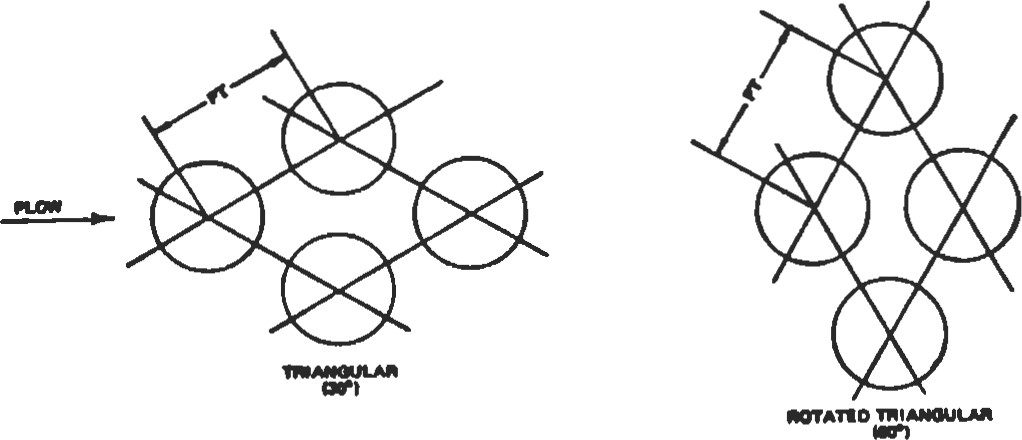 PT
FLOW
TRIANGULAR
(30°)
PT
ROTATED TRIANGULAR
(60°)